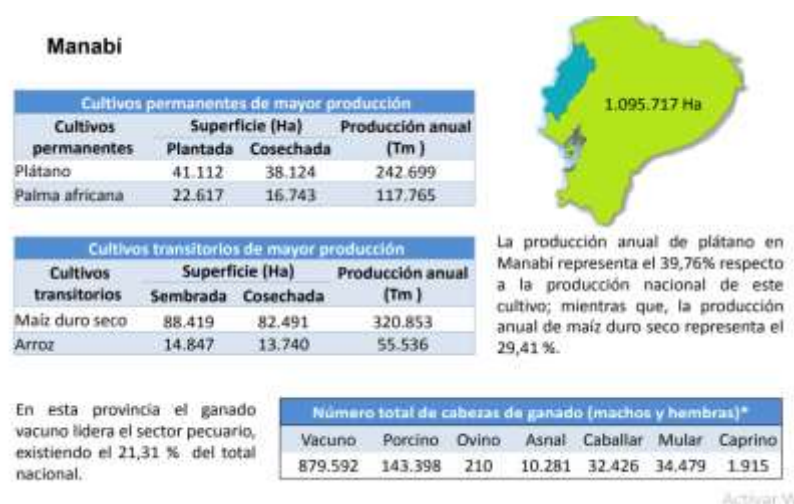 Manabi
1.095.717 Ha
Cultivos permanentes de mayor producción
Cultivos permanentes Superficie (Ha) Producción anual (Tm )
Plantada Cosechada
Plátano 41.112 38.124 242.699
Palma africana 22.617 16.743 117.765
Cultivos transitorios de mayor producción
Cultivos transitorios Superficie (Ha) Producción anual (Tm )
Sembrada Cosechada
Maíz duro seco 88.419 82.491 320.853
Arroz 14.847 13.740 55.536
La producción anual de plátano en
Manabi representa el 39,76% respecto
a la producción nacional de este
cultivo; mientras que, la producción
anual de maíz duro seco representa el
29,41 %.
En esta provincia el ganado
vacuno lidera el sector pecuario,
existiendo el 21,31 % del total
nacional.
Número total de cabezas de ganado (machos y hembras)*
Vacuno Porcino Ovino Asnal Caballar Mular Caprino
879.592 143.398 210 10.281 32.426 34.479 1.915
Activar W